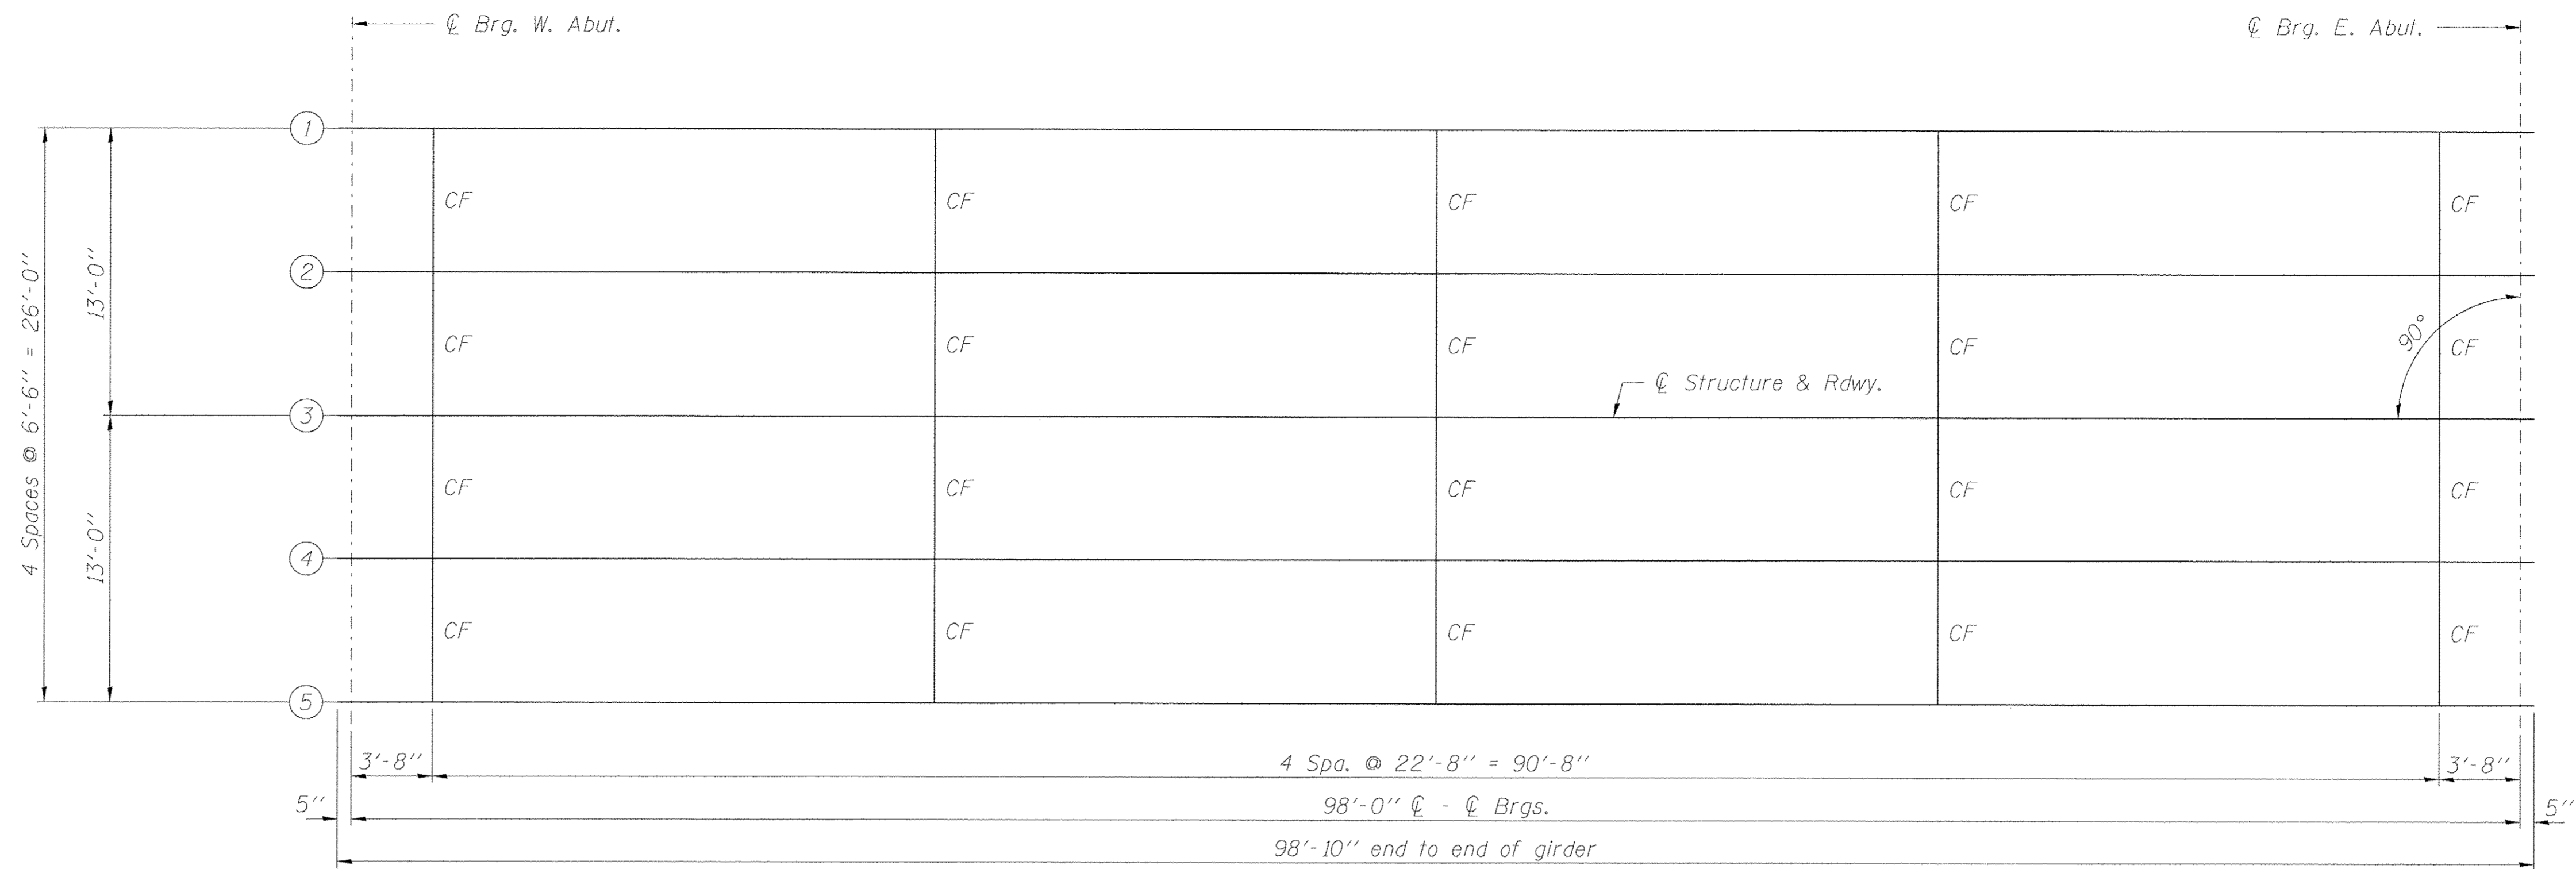 ℄ Brg. W. Abut.
℄ Brg. E. Abut.
1
CF CF CF CF CF
2
CF CF CF CF CF
90°
℄ Structure & Rdwy.
3
CF CF CF CF CF
4
CF CF CF CF CF
5
4 Spaces @ 6'-6" = 26'-0"
13'-0"
13'-0"
3'-8"
4 Spa. @ 22'-8" = 90'-8"
3'-8"
5"
98'-0" ℄ - ℄ Brgs.
5"
98'-10" end to end of girder